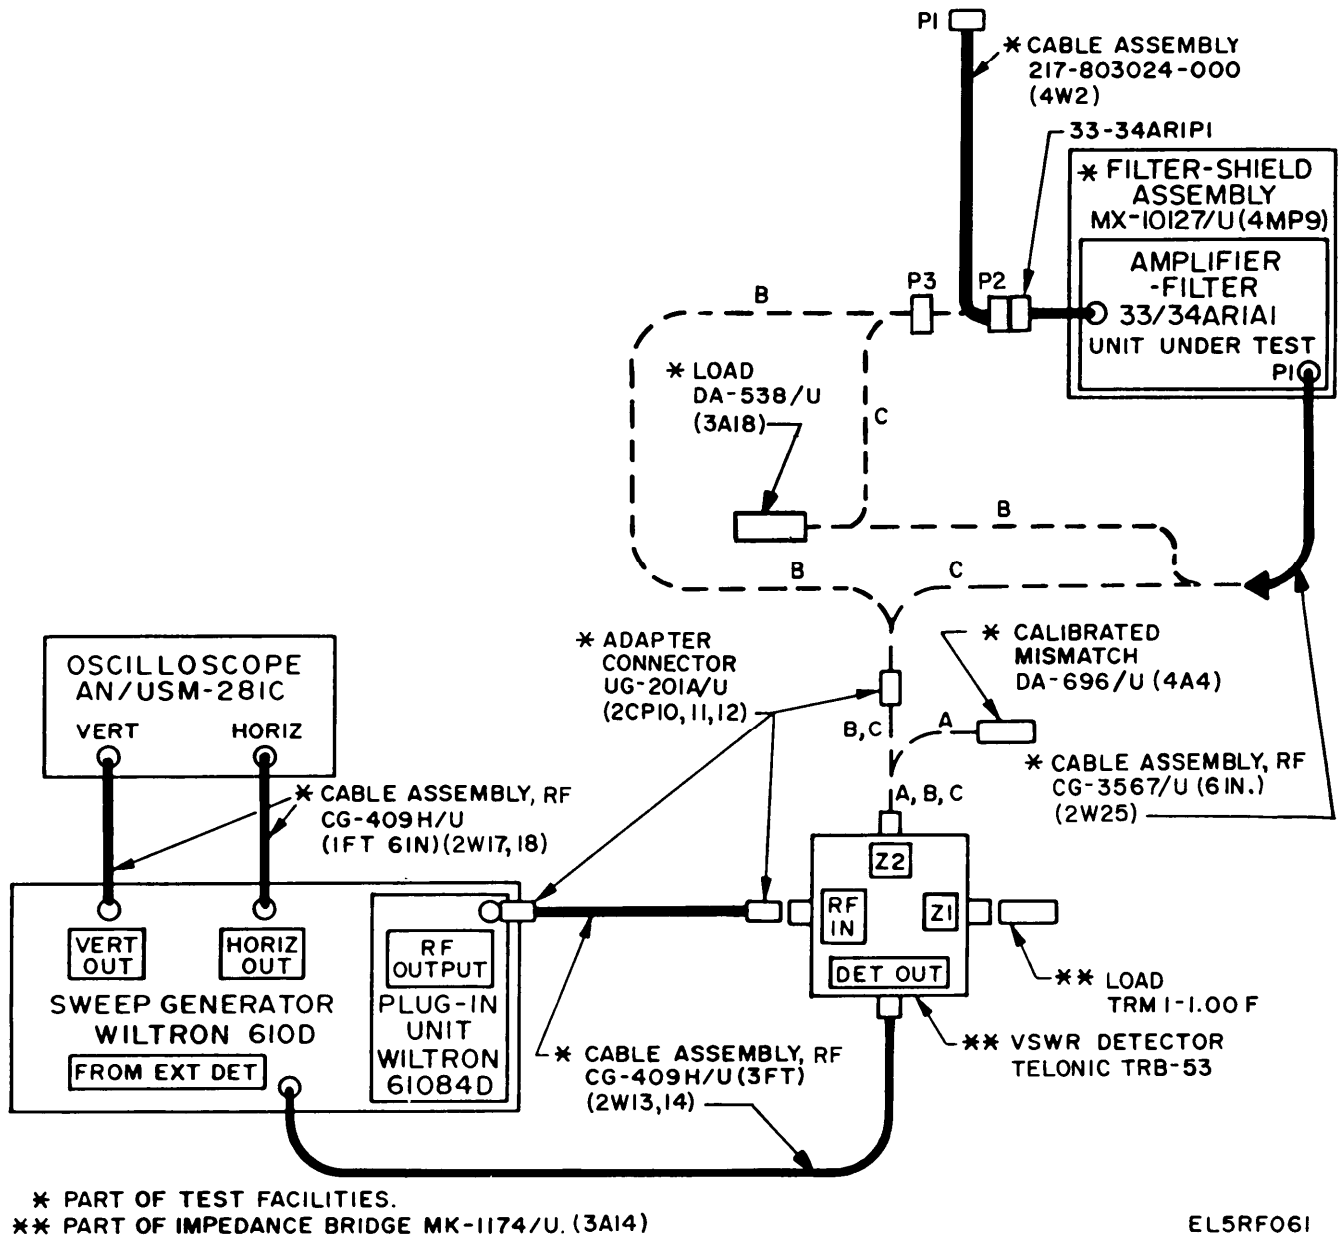 P1
* CABLE ASSEMBLY
217-803024-000
(4W2)
33-34AR1P1
* FILTER-SHIELD
ASSEMBLY
MX-10127/U (4MP9)
AMPLIFIER
-FILTER
33/34AR1A1
UNIT UNDER TEST
P1
P3
P2
B
* LOAD
DA-538/U
(3A18)
C
B
B
C
* ADAPTER
CONNECTOR
UG-201A/U
(2CP10, 11, 12)
* CALIBRATED
MISMATCH
DA-696/U (4A4)
B, C
A
A, B, C
* CABLE ASSEMBLY, RF
CG-3567/U (6IN.)
(2W25)
OSCILLOSCOPE
AN/USM-281C
VERT
HORIZ
* CABLE ASSEMBLY, RF
CG-409H/U
(1FT 6IN) (2W17, 18)
VERT
OUT
HORIZ
OUT
RF
OUTPUT
SWEEP GENERATOR
WILTRON 610D
FROM EXT DET
PLUG-IN
UNIT
WILTRON
61084D
Z2
RF
IN
Z1
DET OUT
** LOAD
TRM1-1.00F
** VSWR DETECTOR
TELONIC TRB-53
* CABLE ASSEMBLY, RF
CG-409H/U (3FT)
(2W13, 14)
* PART OF TEST FACILITIES.
** PART OF IMPEDANCE BRIDGE MK-1174/U. (3A14)
EL5RF061